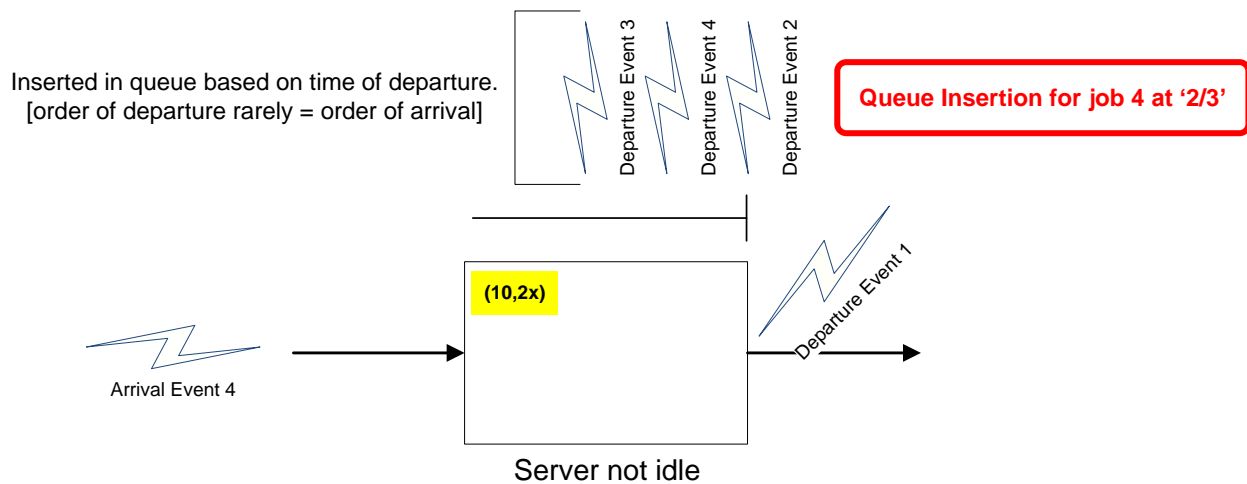 Inserted in queue based on time of departure.
[order of departure rarely = order of arrival]
Departure Event 3
Departure Event 4
Departure Event 2
Queue Insertion for job 4 at ‘2/3’
(10,2x)
Departure Event 1
Arrival Event 4
Server not idle